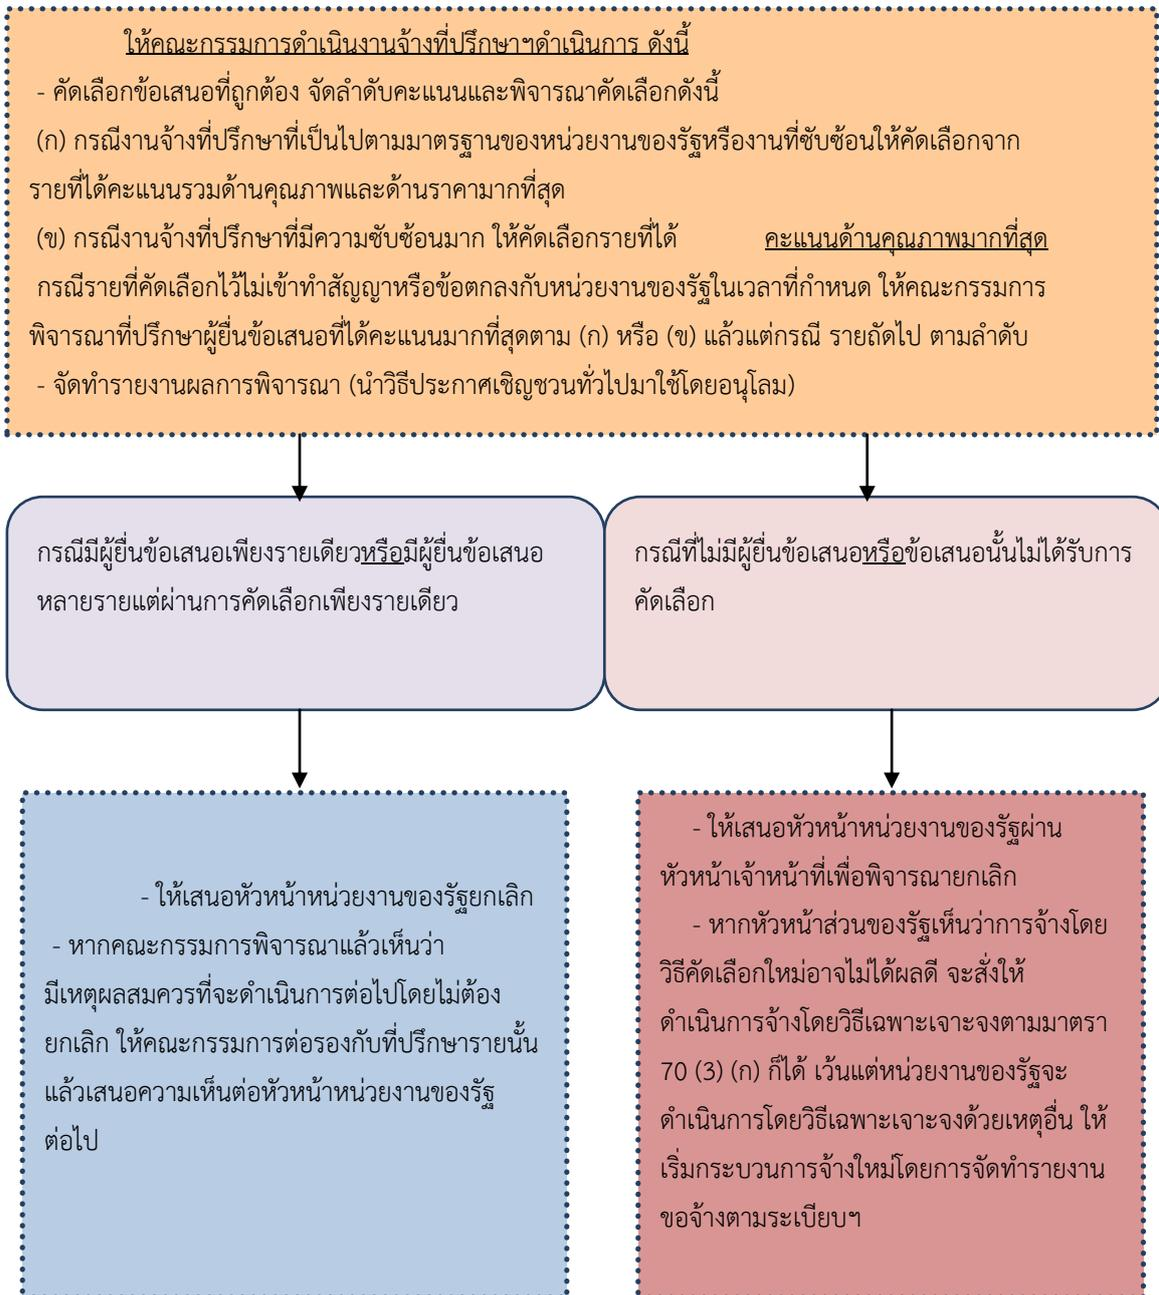 ให้คณะกรรมการดำเนินงานจ้างที่ปรึกษาฯดำเนินการ ดังนี้
- คัดเลือกข้อเสนอที่ถูกต้อง จัดลำดับคะแนนและพิจารณาคัดเลือกดังนี้
(ก) กรณีงานจ้างที่ปรึกษาที่เป็นไปตามมาตรฐานของหน่วยงานของรัฐหรืองานที่ซับซ้อนให้คัดเลือกจาก
รายที่ได้คะแนนรวมด้านคุณภาพและด้านราคามากที่สุด
(ข) กรณีงานจ้างที่ปรึกษาที่มีความซับซ้อนมาก ให้คัดเลือกรายที่ได้ คะแนนด้านคุณภาพมากที่สุด
กรณีรายที่คัดเลือกไว้ไม่เข้าทำสัญญาหรือข้อตกลงกับหน่วยงานของรัฐในเวลาที่กำหนด ให้คณะกรรมการ
พิจารณาที่ปรึกษาผู้ยื่นข้อเสนอที่ได้คะแนนมากที่สุดตาม (ก) หรือ (ข) แล้วแต่กรณี รายถัดไป ตามลำดับ
- จัดทำรายงานผลการพิจารณา (นำวิธีประกาศเชิญชวนทั่วไปมาใช้โดยอนุโลม)
กรณีมีผู้ยื่นข้อเสนอเพียงรายเดียวหรือมีผู้ยื่นข้อเสนอ
หลายรายแต่ผ่านการคัดเลือกเพียงรายเดียว
กรณีที่ไม่มีผู้ยื่นข้อเสนอหรือข้อเสนอนั้นไม่ได้รับการ
คัดเลือก
- ให้เสนอหัวหน้าหน่วยงานของรัฐยกเลิก
- หากคณะกรรมการพิจารณาแล้วเห็นว่า
มีเหตุผลสมควรที่จะดำเนินการต่อไปโดยไม่ต้อง
ยกเลิก ให้คณะกรรมการต่อรองกับที่ปรึกษารายนั้น
แล้วเสนอความเห็นต่อหัวหน้าหน่วยงานของรัฐ
ต่อไป
- ให้เสนอหัวหน้าหน่วยงานของรัฐผ่าน
หัวหน้าเจ้าหน้าที่เพื่อพิจารณายกเลิก
- หากหัวหน้าส่วนของรัฐเห็นว่าการจ้างโดย
วิธีคัดเลือกใหม่อาจไม่ได้ผลดี จะสั่งให้
ดำเนินการจ้างโดยวิธีเฉพาะเจาะจงตามมาตรา
70 (3) (ก) ก็ได้ เว้นแต่หน่วยงานของรัฐจะ
ดำเนินการโดยวิธีเฉพาะเจาะจงด้วยเหตุอื่น ให้
เริ่มกระบวนการจ้างใหม่โดยการจัดทำรายงาน
ขอจ้างตามระเบียบฯ